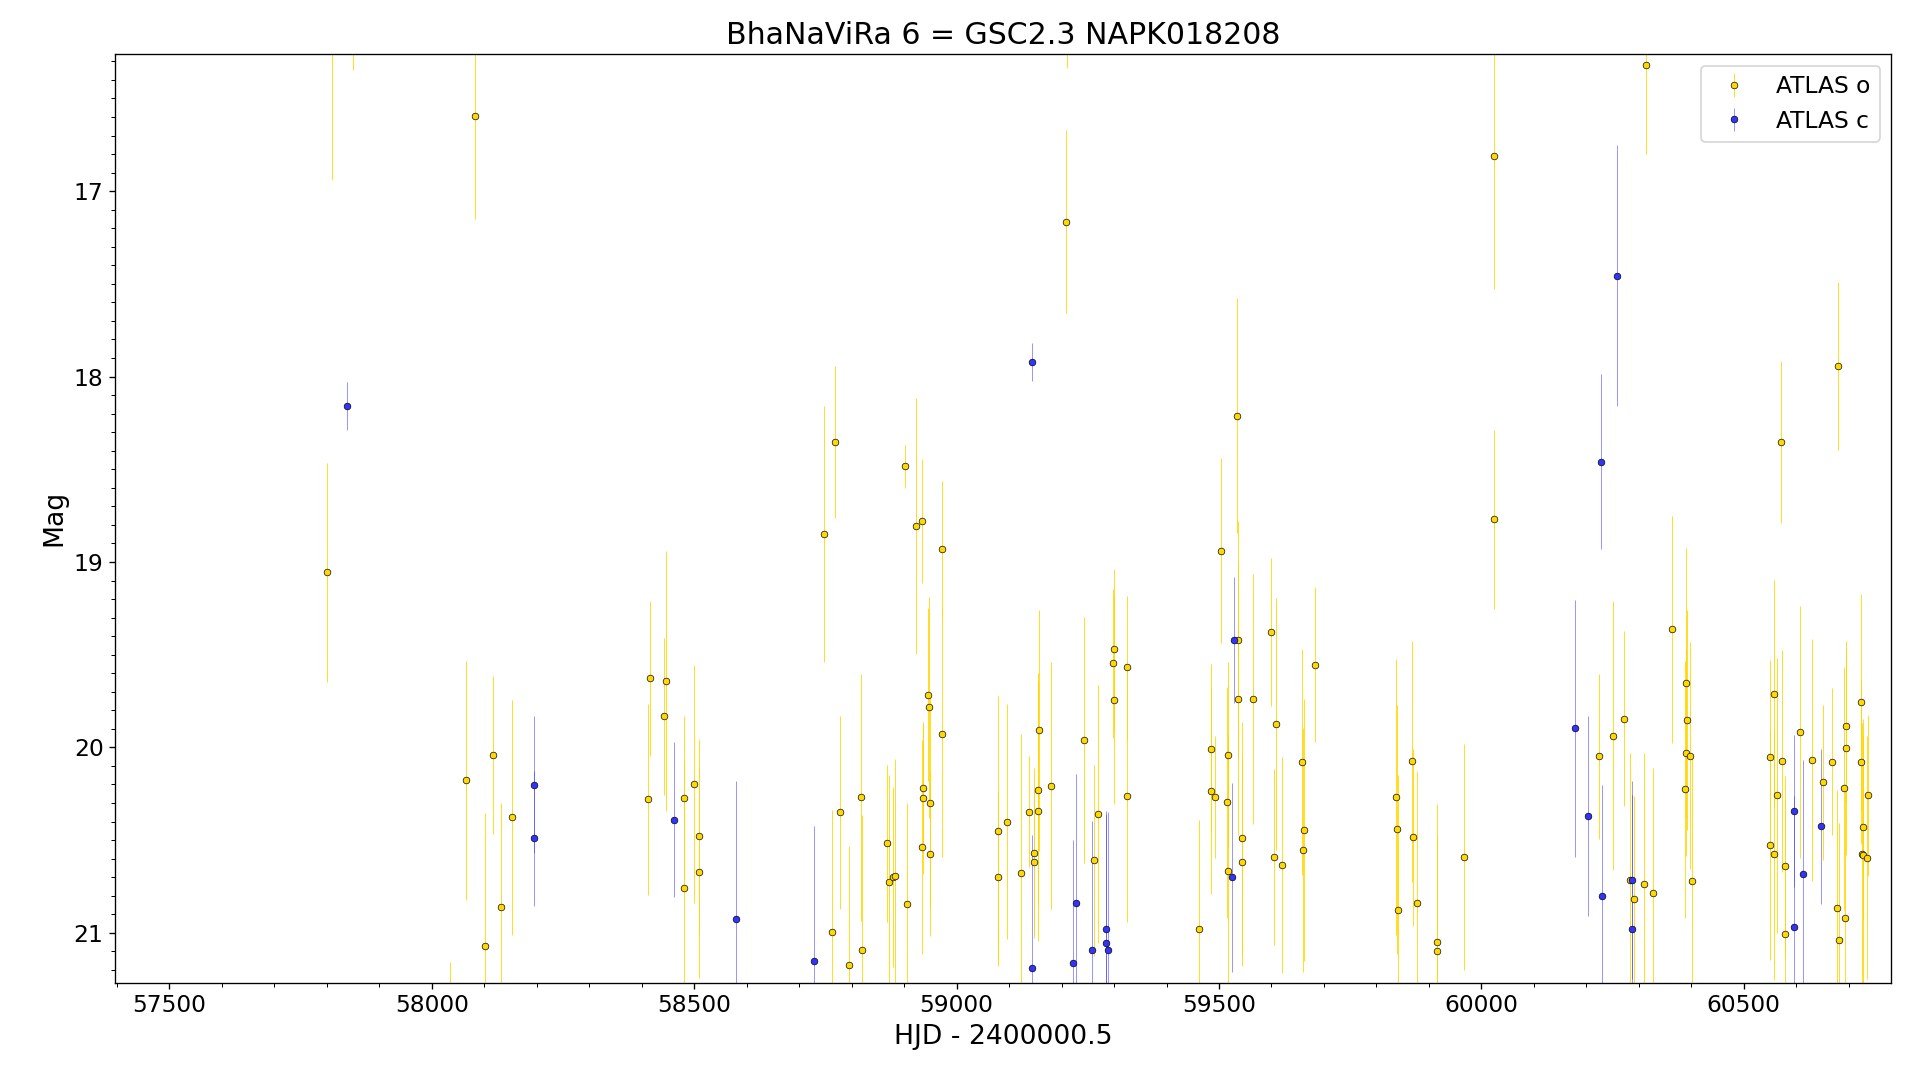 BhaNaViRa 6 = GSC2.3 NAPK018208
ATLAS o
ATLAS c
17
18
19
20
21
Mag
57500 58000 58500 59000 59500 60000 60500
HJD - 2400000.5